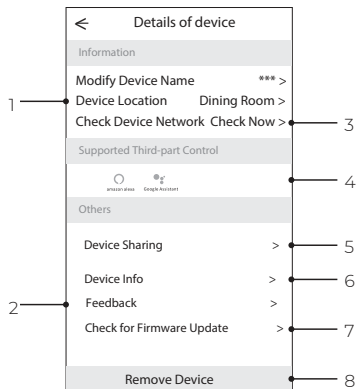 Details of device
Information
Modify Device Name *** >
1 Device Location Dining Room >
Check Device Network Check Now > 3
Supported Third-part Control
amazon alexa Google Assistant 4
Others
Device Sharing > 5
Device Info > 6
2 Feedback >
Check for Firmware Update > 7
Remove Device 8